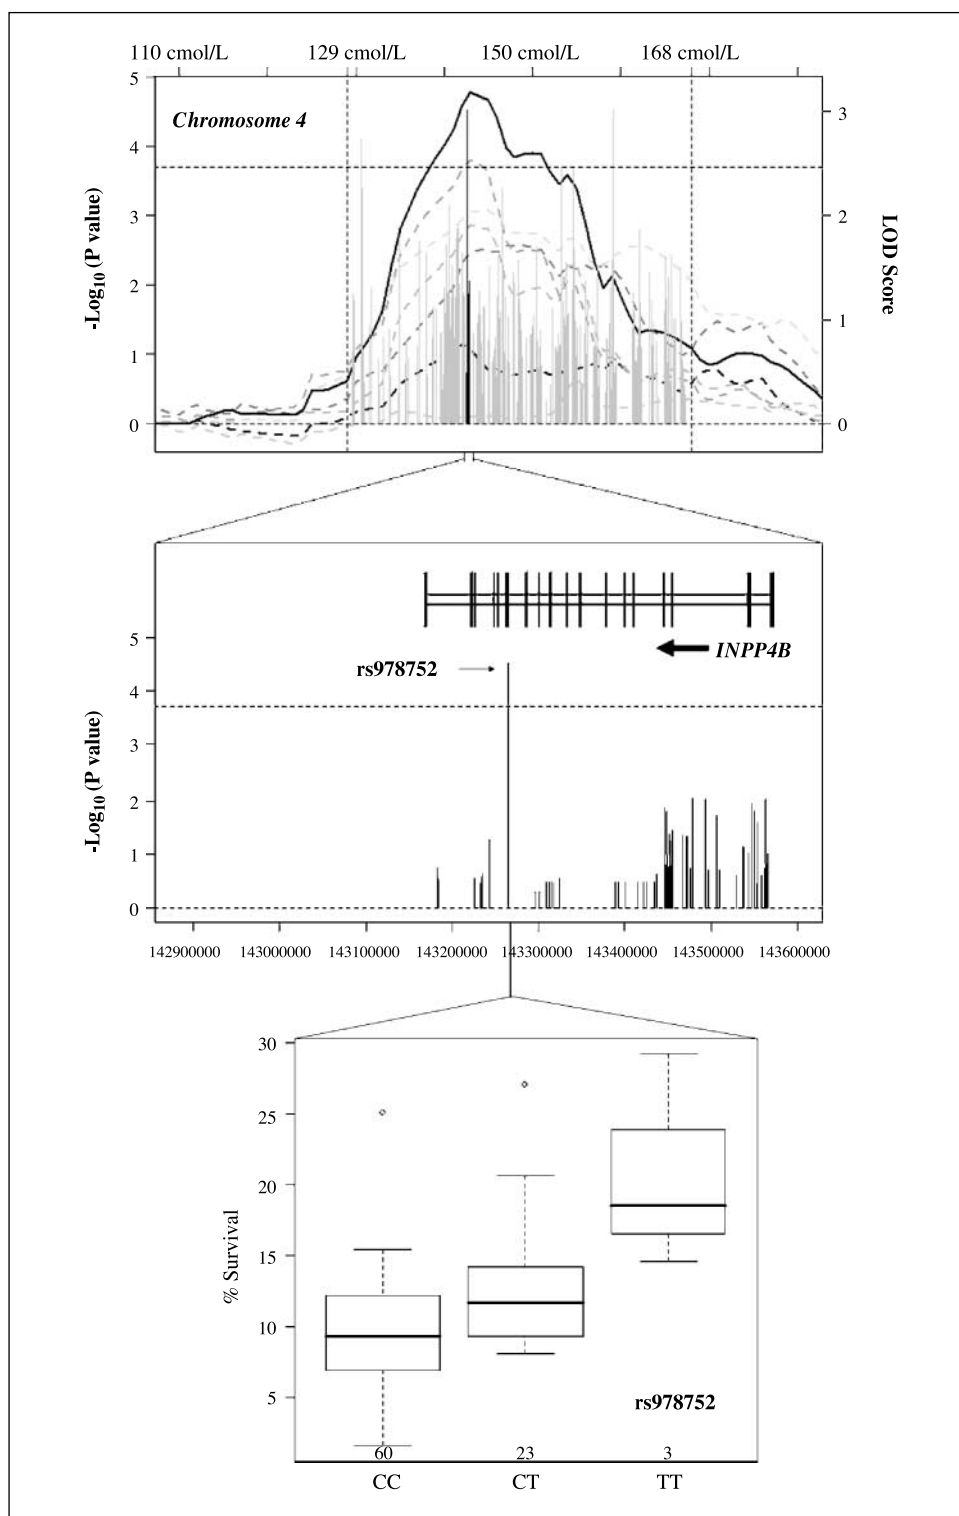 110 cmol/L 129 cmol/L 150 cmol/L 168 cmol/L
Chromosome 4
5
4
3
2
1
0
-Log10 (P value)
3
2
1
0
LOD Score
INPP4B
rs978752
5
4
3
2
1
0
-Log10 (P value)
142900000 143000000 143100000 143200000 143300000 143400000 143500000 143600000
30
25
20
15
10
5
% Survival
rs978752
60 23 3
CC CT TT